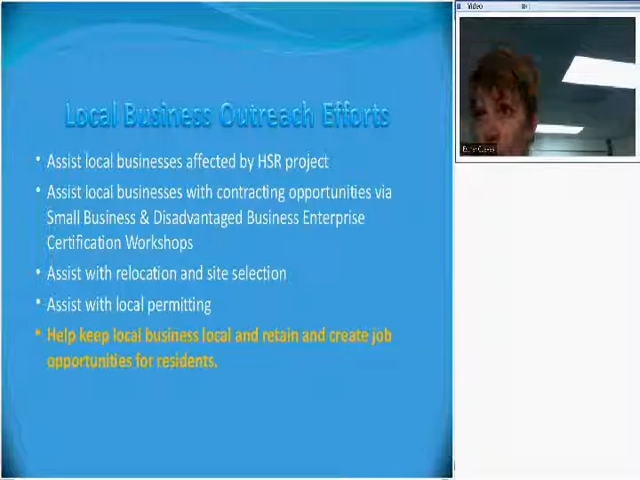 Video
Local Business Outreach Efforts
• Assist local businesses affected by HSR project
• Assist local businesses with contracting opportunities via
Small Business & Disadvantaged Business Enterprise
Certification Workshops
• Assist with relocation and site selection
• Assist with local permitting
• Help keep local business local and retain and create job
opportunities for residents.